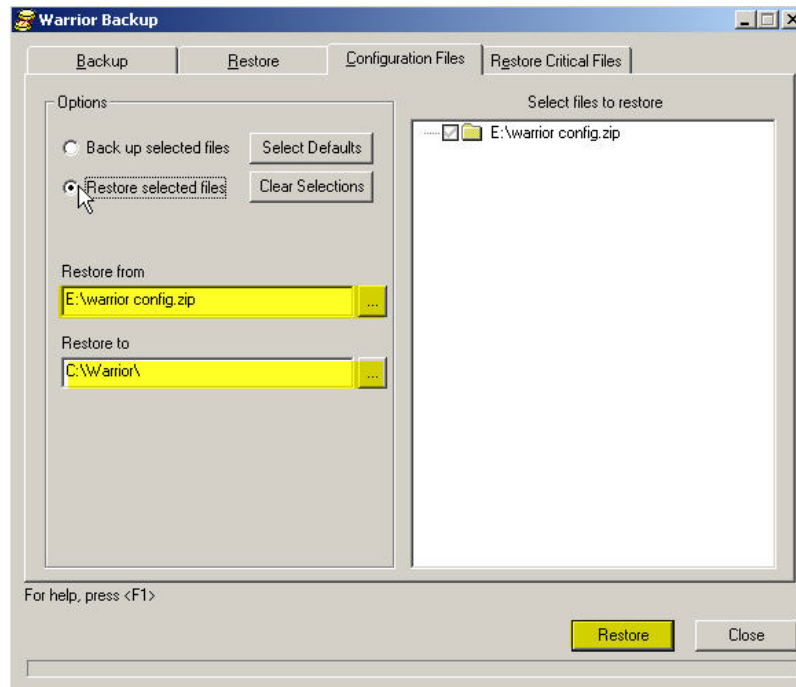 Warrior Backup
Backup
Restore
Configuration Files
Restore Critical Files
Options
Back up selected files
Select Defaults
Restore selected files
Clear Selections
Restore from
E:\warrior config.zip
...
Restore to
C:\Warrior\
...
Select files to restore
E:\warrior config.zip
For help, press <F1>
Restore
Close